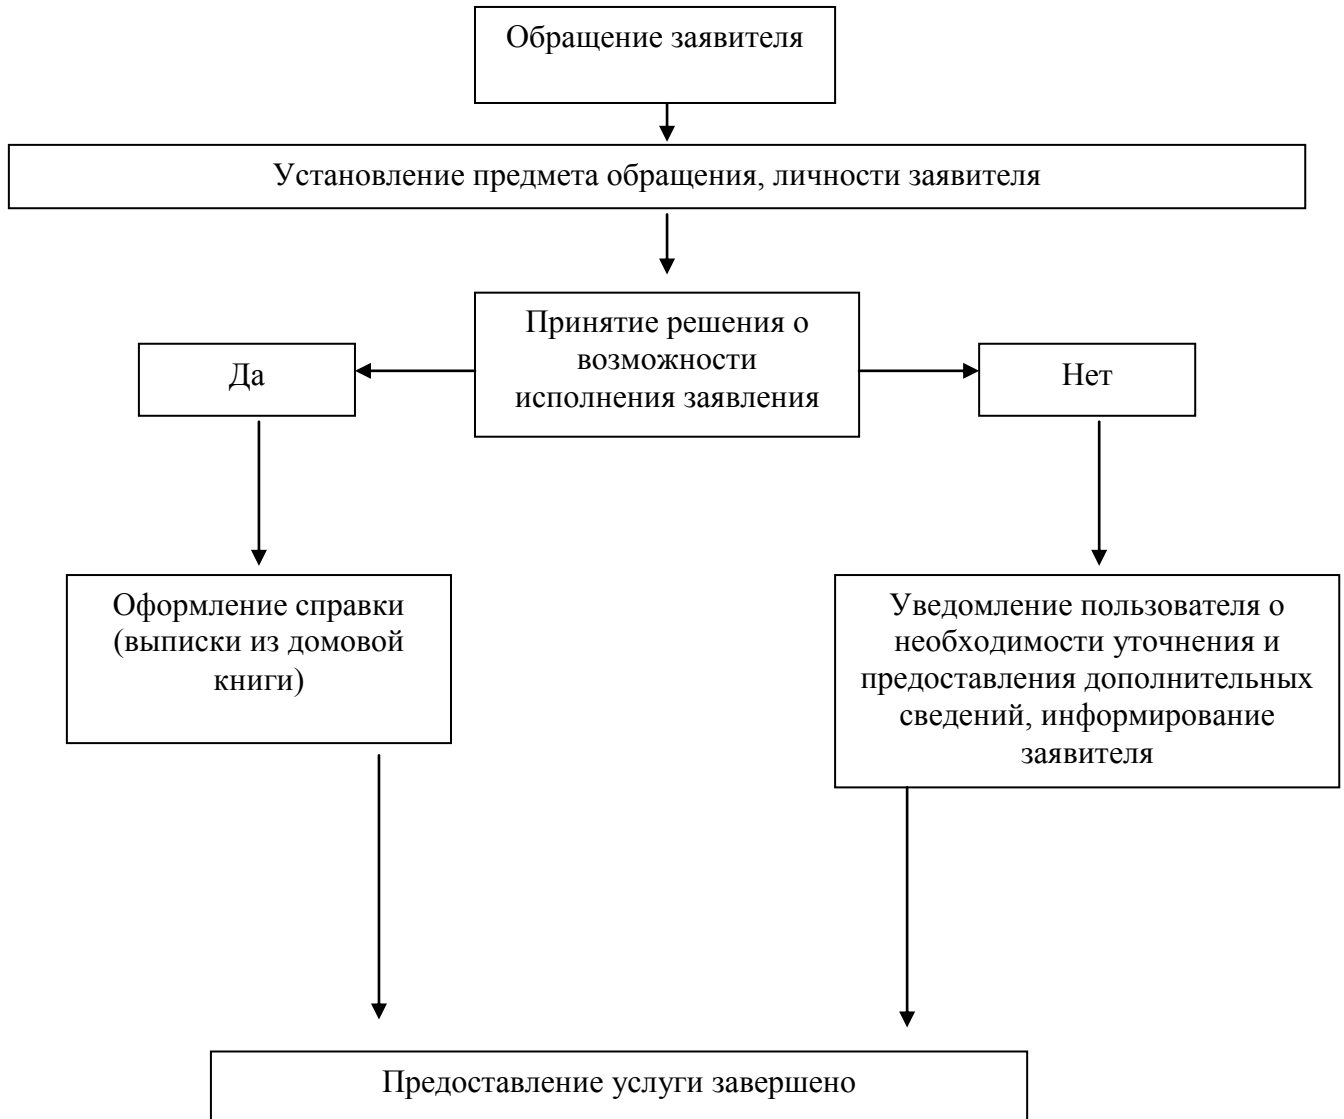 Обращение заявителя
Установление предмета обращения, личности заявителя
Принятие решения о
возможности
исполнения заявления
Да
Нет
Оформление справки
(выписки из домовой
книги)
Уведомление пользователя о
необходимости уточнения и
предоставления дополнительных
сведений, информирование
заявителя
Предоставление услуги завершено